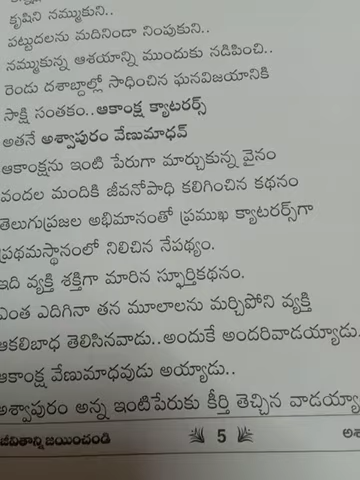 కృషిని నమ్ముకుని..
పట్టుదలను మదినిండా నింపుకుని..
నమ్ముకున్న ఆశయాన్ని ముందుకు నడిపించి..
రెండు దశాబ్దాల్లో సాధించిన ఘనవిజయానికి
సాక్షి సంతకం..ఆకాంక్ష క్యాటరర్స్
అతనే అశ్వాపురం వేణుమాధవ్
ఆకాంక్షను ఇంటి పేరుగా మార్చుకున్న వైనం
వందల మందికి జీవనోపాధి కలిగించిన కథనం
తెలుగుప్రజల అభిమానంతో ప్రముఖ క్యాటరర్స్‌గా
ప్రథమస్థానంలో నిలిచిన నేపథ్యం.
ఇది వ్యక్తి శక్తిగా మారిన స్ఫూర్తికథనం.
ఎంత ఎదిగినా తన మూలాలను మర్చిపోని వ్యక్తి
ఆకలిబాధ తెలిసినవాడు..అందుకే అందరివాడయ్యాడు.
ఆకాంక్ష వేణుమాధవుడు అయ్యాడు..
అశ్వాపురం అన్న ఇంటిపేరుకు కీర్తి తెచ్చిన వాడయ్యా
జీవితాన్ని జయించండి 5 అశ